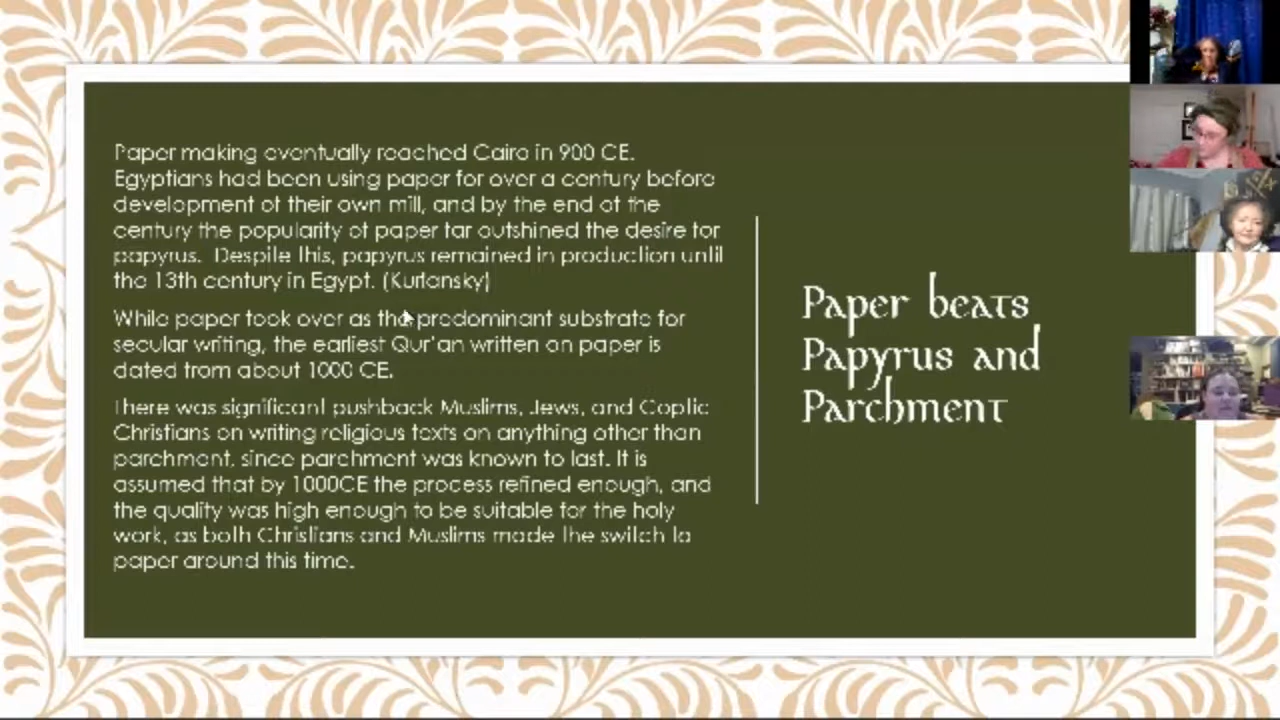 Paper making eventually reached Cairo in 900 CE.
Egyptians had been using paper for over a century before
development of their own mill, and by the end of the
century the popularity of paper far outshined the desire for
papyrus. Despite this, papyrus remained in production until
the 13th century in Egypt. (Kurlansky)
While paper took over as the predominant substrate for
secular writing, the earliest Qur'an written on paper is
dated from about 1000 CE.
There was significant pushback Muslims, Jews, and Coptic
Christians on writing religious texts on anything other than
parchment, since parchment was known to last. It is
assumed that by 1000CE the process refined enough, and
the quality was high enough to be suitable for the holy
work, as both Christians and Muslims made the switch to
paper around this time.
Paper beats
Papyrus and
Parchment